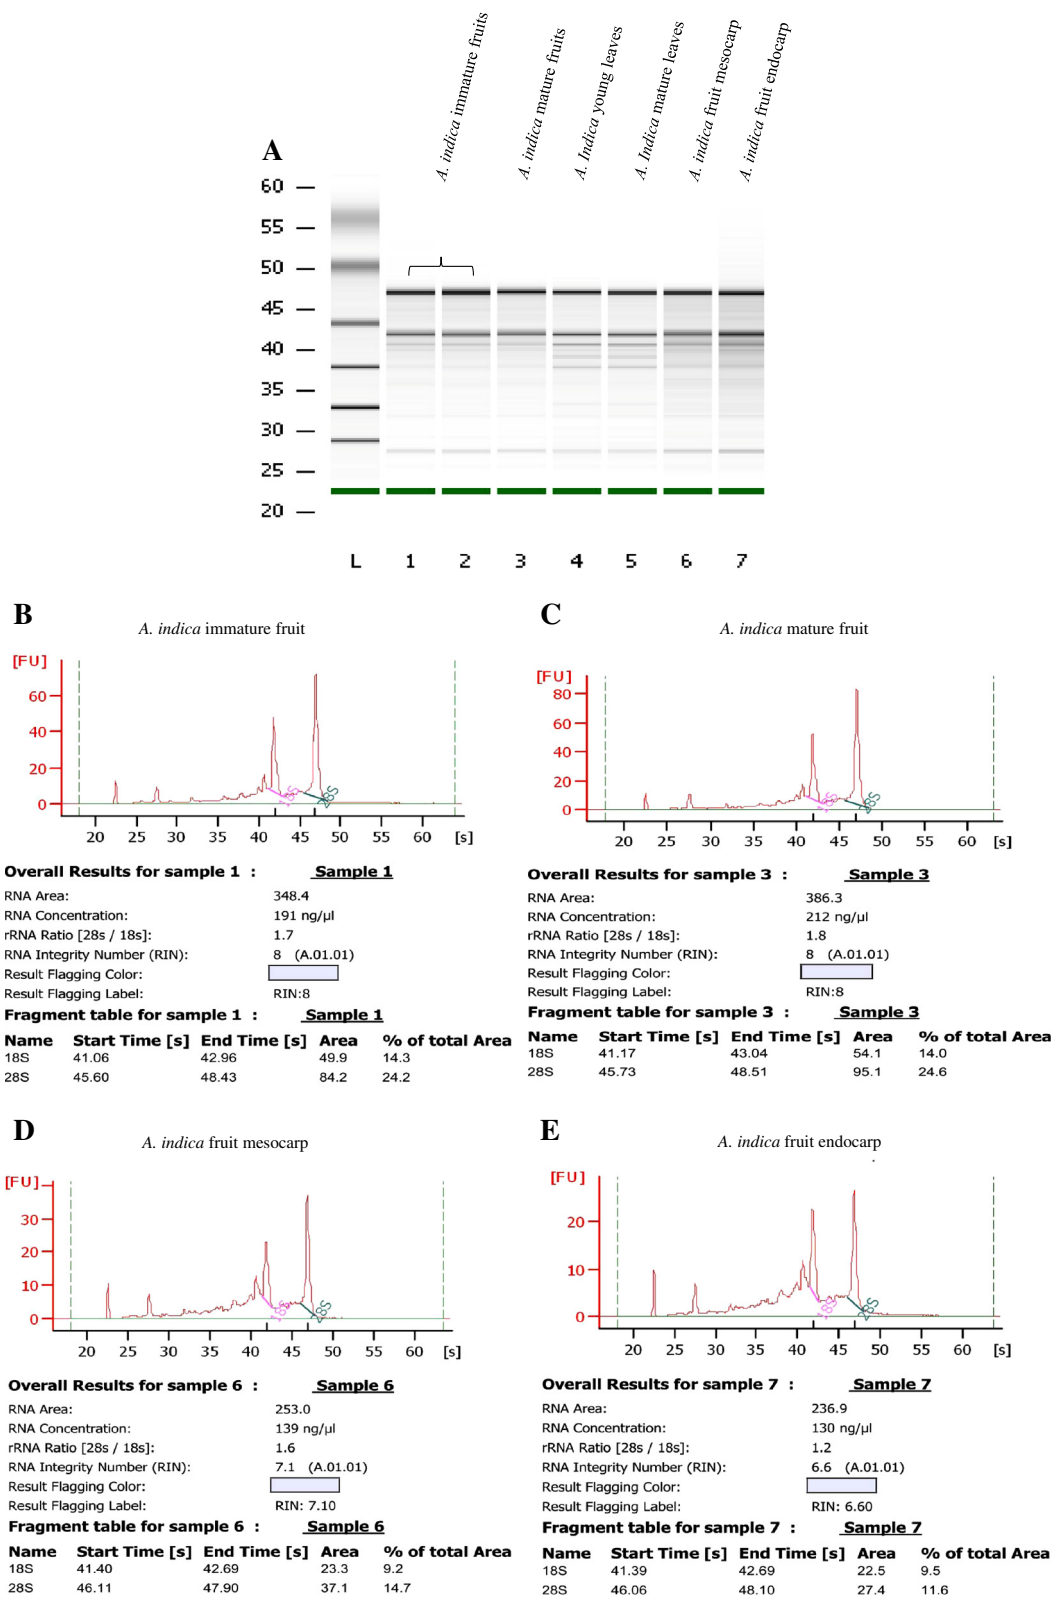 A. indica immature fruits
A. indica mature fruits
A. Indica young leaves
A. Indica mature leaves
A. indica fruit mesocarp
A. indica fruit endocarp
A
60
55
50
45
40
35
30
25
20
L 1 2 3 4 5 6 7
B
A. indica immature fruit
[FU]
60
40
20
0
18S
28S
20 25 30 35 40 45 50 55 60 [s]
Overall Results for sample 1 : Sample 1
RNA Area: 348.4
RNA Concentration: 191 ng/µl
rRNA Ratio [28s / 18s]: 1.7
RNA Integrity Number (RIN): 8 (A.01.01)
Result Flagging Color:
Result Flagging Label: RIN:8
Fragment table for sample 1 : Sample 1
Name Start Time [s] End Time [s] Area % of total Area
18S 41.06 42.96 49.9 14.3
28S 45.60 48.43 84.2 24.2
C
A. indica mature fruit
[FU]
80
60
40
20
0
18S
28S
20 25 30 35 40 45 50 55 60 [s]
Overall Results for sample 3 : Sample 3
RNA Area: 386.3
RNA Concentration: 212 ng/µl
rRNA Ratio [28s / 18s]: 1.8
RNA Integrity Number (RIN): 8 (A.01.01)
Result Flagging Color:
Result Flagging Label: RIN:8
Fragment table for sample 3 : Sample 3
Name Start Time [s] End Time [s] Area % of total Area
18S 41.17 43.04 54.1 14.0
28S 45.73 48.51 95.1 24.6
D
A. indica fruit mesocarp
[FU]
30
20
10
0
18S
28S
20 25 30 35 40 45 50 55 60 [s]
Overall Results for sample 6 : Sample 6
RNA Area: 253.0
RNA Concentration: 139 ng/µl
rRNA Ratio [28s / 18s]: 1.6
RNA Integrity Number (RIN): 7.1 (A.01.01)
Result Flagging Color:
Result Flagging Label: RIN: 7.10
Fragment table for sample 6 : Sample 6
Name Start Time [s] End Time [s] Area % of total Area
18S 41.40 42.69 23.3 9.2
28S 46.11 47.90 37.1 14.7
E
A. indica fruit endocarp
[FU]
20
10
0
18S
28S
20 25 30 35 40 45 50 55 60 [s]
Overall Results for sample 7 : Sample 7
RNA Area: 236.9
RNA Concentration: 130 ng/µl
rRNA Ratio [28s / 18s]: 1.2
RNA Integrity Number (RIN): 6.6 (A.01.01)
Result Flagging Color:
Result Flagging Label: RIN: 6.60
Fragment table for sample 7 : Sample 7
Name Start Time [s] End Time [s] Area % of total Area
18S 41.39 42.69 22.5 9.5
28S 46.06 48.10 27.4 11.6